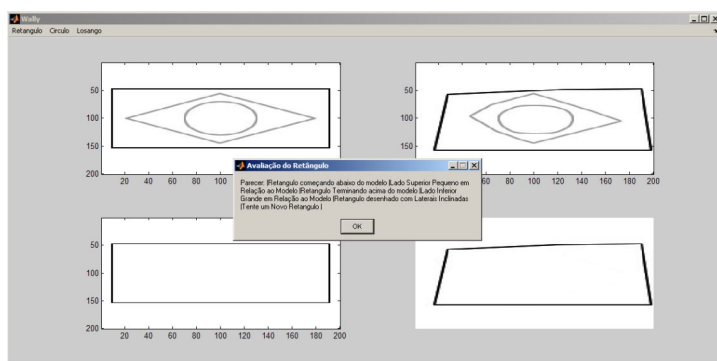 Wally
Retangulo Circulo Losango
50
100
150
200
20 40 60 80 100 120 140 160 180 200
50
100
150
60 80 100 120 140 160 180 200
Avaliação do Retângulo
Parecer: |Retangulo começando abaixo do modelo |Lado Superior Pequeno em
Relação ao Modelo |Retangulo Terminando acima do modelo |Lado Inferior
Grande em Relação ao Modelo |Retangulo desenhado com Laterais Inclinadas
|Tente um Novo Retangulo |
OK
50
100
150
200
20 40 60 80 100 120 140 160 180 200